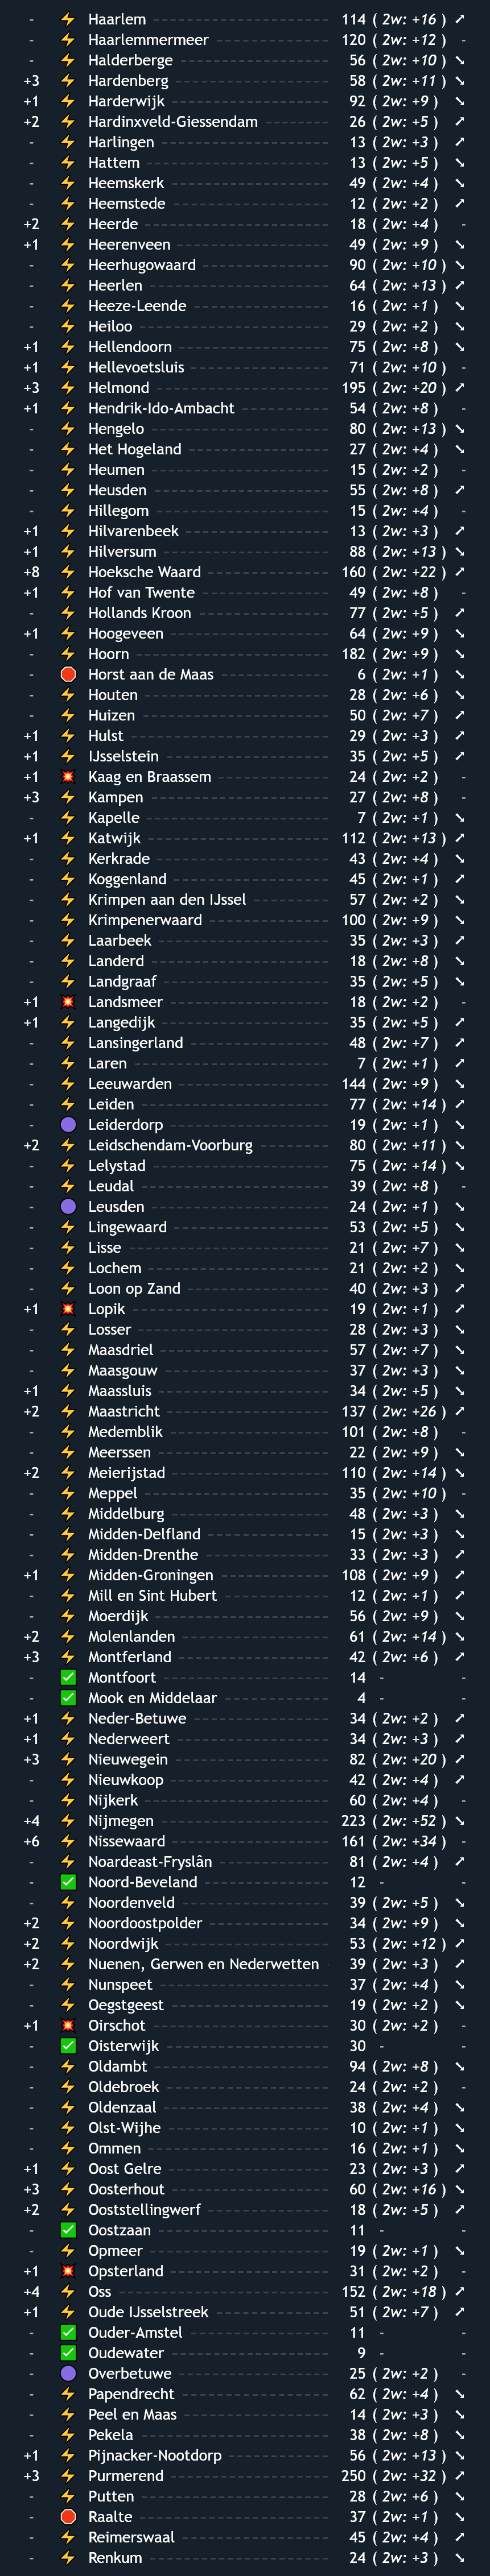 - ⚡ Haarlem 114 ( 2w: +16 ) ↗
- ⚡ Haarlemmermeer 120 ( 2w: +12 ) -
- ⚡ Halderberge 56 ( 2w: +10 ) ↘
+3 ⚡ Hardenberg 58 ( 2w: +11 ) ↘
+1 ⚡ Harderwijk 92 ( 2w: +9 ) ↘
+2 ⚡ Hardinxveld-Giessendam 26 ( 2w: +5 ) ↗
- ⚡ Harlingen 13 ( 2w: +3 ) ↗
- ⚡ Hattem 13 ( 2w: +5 ) ↘
- ⚡ Heemskerk 49 ( 2w: +4 ) ↘
- ⚡ Heemstede 12 ( 2w: +2 ) ↗
+2 ⚡ Heerde 18 ( 2w: +4 ) -
+1 ⚡ Heerenveen 49 ( 2w: +9 ) ↘
- ⚡ Heerhugowaard 90 ( 2w: +10 ) ↘
- ⚡ Heerlen 64 ( 2w: +13 ) ↗
- ⚡ Heeze-Leende 16 ( 2w: +1 ) ↘
- ⚡ Heiloo 29 ( 2w: +2 ) ↘
+1 ⚡ Hellendoorn 75 ( 2w: +8 ) ↘
+1 ⚡ Hellevoetsluis 71 ( 2w: +10 ) -
+3 ⚡ Helmond 195 ( 2w: +20 ) ↗
+1 ⚡ Hendrik-Ido-Ambacht 54 ( 2w: +8 ) -
- ⚡ Hengelo 80 ( 2w: +13 ) ↘
- ⚡ Het Hogeland 27 ( 2w: +4 ) ↘
- ⚡ Heumen 15 ( 2w: +2 ) -
- ⚡ Heusden 55 ( 2w: +8 ) ↗
- ⚡ Hillegom 15 ( 2w: +4 ) -
+1 ⚡ Hilvarenbeek 13 ( 2w: +3 ) ↗
+1 ⚡ Hilversum 88 ( 2w: +13 ) ↘
+8 ⚡ Hoeksche Waard 160 ( 2w: +22 ) ↗
+1 ⚡ Hof van Twente 49 ( 2w: +8 ) -
- ⚡ Hollands Kroon 77 ( 2w: +5 ) ↗
+1 ⚡ Hoogeveen 64 ( 2w: +9 ) ↘
- ⚡ Hoorn 182 ( 2w: +9 ) ↘
- 🛑 Horst aan de Maas 6 ( 2w: +1 ) ↘
- ⚡ Houten 28 ( 2w: +6 ) ↘
- ⚡ Huizen 50 ( 2w: +7 ) ↗
+1 ⚡ Hulst 29 ( 2w: +3 ) ↗
+1 ⚡ IJsselstein 35 ( 2w: +5 ) ↗
+1 💥 Kaag en Braassem 24 ( 2w: +2 ) -
+3 ⚡ Kampen 27 ( 2w: +8 ) -
- ⚡ Kapelle 7 ( 2w: +1 ) ↘
+1 ⚡ Katwijk 112 ( 2w: +13 ) ↗
- ⚡ Kerkrade 43 ( 2w: +4 ) ↘
- ⚡ Koggenland 45 ( 2w: +1 ) ↗
- ⚡ Krimpen aan den IJssel 57 ( 2w: +2 ) ↘
- ⚡ Krimpenerwaard 100 ( 2w: +9 ) ↘
- ⚡ Laarbeek 35 ( 2w: +3 ) ↗
- ⚡ Landerd 18 ( 2w: +8 ) ↘
- ⚡ Landgraaf 35 ( 2w: +5 ) ↘
+1 💥 Landsmeer 18 ( 2w: +2 ) -
+1 ⚡ Langedijk 35 ( 2w: +5 ) ↗
- ⚡ Lansingerland 48 ( 2w: +7 ) ↗
- ⚡ Laren 7 ( 2w: +1 ) ↗
- ⚡ Leeuwarden 144 ( 2w: +9 ) ↘
- ⚡ Leiden 77 ( 2w: +14 ) ↗
- 🟣 Leiderdorp 19 ( 2w: +1 ) ↘
+2 ⚡ Leidschendam-Voorburg 80 ( 2w: +11 ) ↘
- ⚡ Lelystad 75 ( 2w: +14 ) ↘
- ⚡ Leudal 39 ( 2w: +8 ) -
- 🟣 Leusden 24 ( 2w: +1 ) ↘
- ⚡ Lingewaard 53 ( 2w: +5 ) ↘
- ⚡ Lisse 21 ( 2w: +7 ) ↘
- ⚡ Lochem 21 ( 2w: +2 ) ↘
- ⚡ Loon op Zand 40 ( 2w: +3 ) ↗
+1 💥 Lopik 19 ( 2w: +1 ) ↗
- ⚡ Losser 28 ( 2w: +3 ) ↘
- ⚡ Maasdriel 57 ( 2w: +7 ) ↘
- ⚡ Maasgouw 37 ( 2w: +3 ) ↘
+1 ⚡ Maassluis 34 ( 2w: +5 ) ↘
+2 ⚡ Maastricht 137 ( 2w: +26 ) ↗
- ⚡ Medemblik 101 ( 2w: +8 ) -
- ⚡ Meerssen 22 ( 2w: +9 ) ↘
+2 ⚡ Meierijstad 110 ( 2w: +14 ) ↘
- ⚡ Meppel 35 ( 2w: +10 ) -
- ⚡ Middelburg 48 ( 2w: +3 ) ↘
- ⚡ Midden-Delfland 15 ( 2w: +3 ) ↘
- ⚡ Midden-Drenthe 33 ( 2w: +3 ) ↗
+1 ⚡ Midden-Groningen 108 ( 2w: +9 ) ↗
- ⚡ Mill en Sint Hubert 12 ( 2w: +1 ) ↗
- ⚡ Moerdijk 56 ( 2w: +9 ) ↘
+2 ⚡ Molenlanden 61 ( 2w: +14 ) ↘
+3 ⚡ Montferland 42 ( 2w: +6 ) ↗
- ✅ Montfoort 14 - -
- ✅ Mook en Middelaar 4 - -
+1 ⚡ Neder-Betuwe 34 ( 2w: +2 ) ↗
+1 ⚡ Nederweert 34 ( 2w: +3 ) ↗
+3 ⚡ Nieuwegein 82 ( 2w: +20 ) ↗
- ⚡ Nieuwkoop 42 ( 2w: +4 ) ↗
- ⚡ Nijkerk 60 ( 2w: +4 ) -
+4 ⚡ Nijmegen 223 ( 2w: +52 ) ↘
+6 ⚡ Nissewaard 161 ( 2w: +34 ) -
- ⚡ Noardeast-Fryslân 81 ( 2w: +4 ) ↗
- ✅ Noord-Beveland 12 - -
- ⚡ Noordenveld 39 ( 2w: +5 ) ↘
+2 ⚡ Noordoostpolder 34 ( 2w: +9 ) ↘
+2 ⚡ Noordwijk 53 ( 2w: +12 ) ↗
+2 ⚡ Nuenen, Gerwen en Nederwetten 39 ( 2w: +3 ) ↗
- ⚡ Nunspeet 37 ( 2w: +4 ) ↘
- ⚡ Oegstgeest 19 ( 2w: +2 ) ↘
+1 💥 Oirschot 30 ( 2w: +2 ) -
- ✅ Oisterwijk 30 - -
- ⚡ Oldambt 94 ( 2w: +8 ) ↘
- ⚡ Oldebroek 24 ( 2w: +2 ) -
- ⚡ Oldenzaal 38 ( 2w: +4 ) ↘
- ⚡ Olst-Wijhe 10 ( 2w: +1 ) ↘
- ⚡ Ommen 16 ( 2w: +1 ) ↘
+1 ⚡ Oost Gelre 23 ( 2w: +3 ) ↗
+3 ⚡ Oosterhout 60 ( 2w: +16 ) ↘
+2 ⚡ Ooststellingwerf 18 ( 2w: +5 ) ↗
- ✅ Oostzaan 11 - -
- ⚡ Opmeer 19 ( 2w: +1 ) ↘
+1 💥 Opsterland 31 ( 2w: +2 ) -
+4 ⚡ Oss 152 ( 2w: +18 ) ↗
+1 ⚡ Oude IJsselstreek 51 ( 2w: +7 ) ↗
- ✅ Ouder-Amstel 11 - -
- ✅ Oudewater 9 - -
- 🟣 Overbetuwe 25 ( 2w: +2 ) -
- ⚡ Papendrecht 62 ( 2w: +4 ) ↘
- ⚡ Peel en Maas 14 ( 2w: +3 ) ↘
- ⚡ Pekela 38 ( 2w: +8 ) ↘
+1 ⚡ Pijnacker-Nootdorp 56 ( 2w: +13 ) ↘
+3 ⚡ Purmerend 250 ( 2w: +32 ) ↗
- ⚡ Putten 28 ( 2w: +6 ) ↘
- 🛑 Raalte 37 ( 2w: +1 ) ↘
- ⚡ Reimerswaal 45 ( 2w: +4 ) ↗
- ⚡ Renkum 24 ( 2w: +3 ) ↘